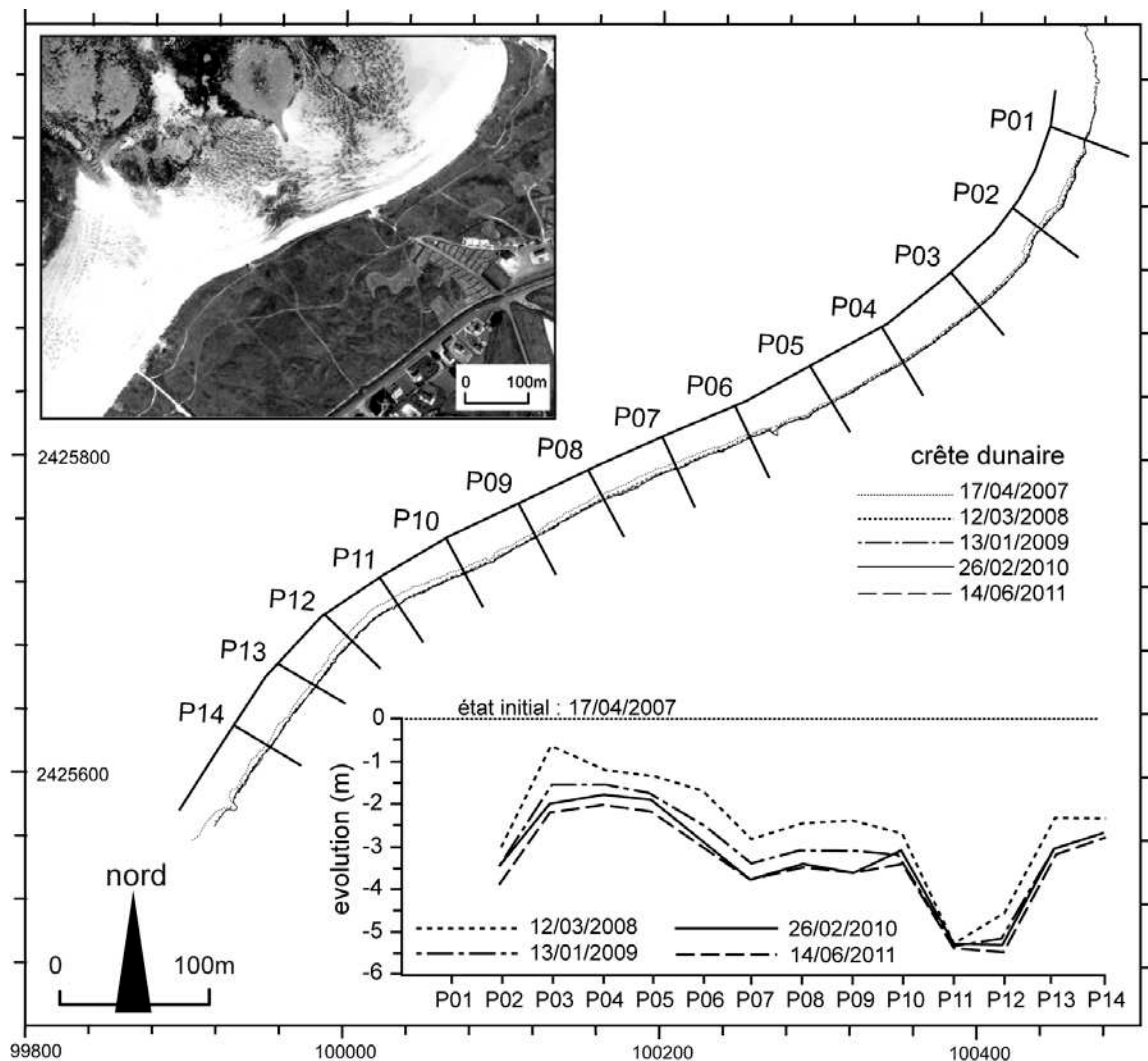 0 100m
P01
P02
P03
P04
P05
P06
P07
P08
P09
P10
P11
P12
P13
P14
2425800
2425600
crête dunaire
17/04/2007
12/03/2008
13/01/2009
26/02/2010
14/06/2011
nord
0 100m
état initial : 17/04/2007
evolution (m)
0
-1
-2
-3
-4
-5
-6
12/03/2008
13/01/2009
26/02/2010
14/06/2011
P01 P02 P03 P04 P05 P06 P07 P08 P09 P10 P11 P12 P13 P14
99800 100000 100200 100400